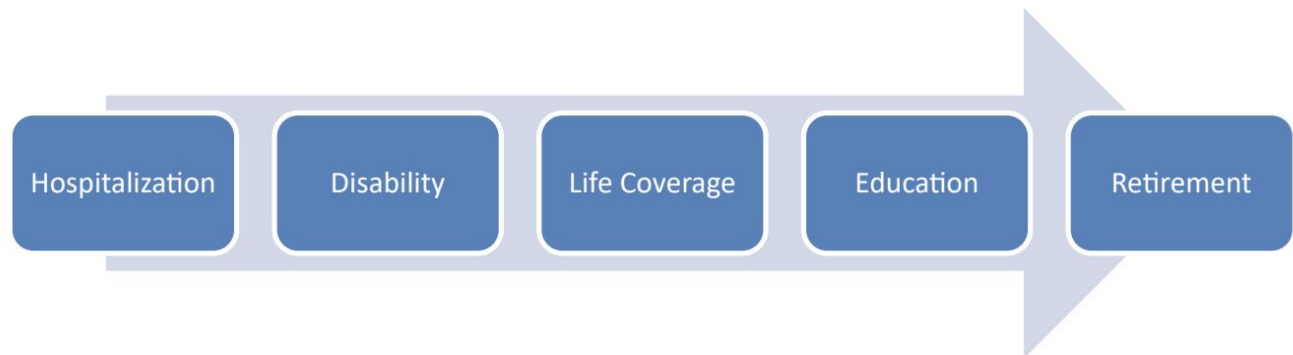 Hospitalization
Disability
Life Coverage
Education
Retirement